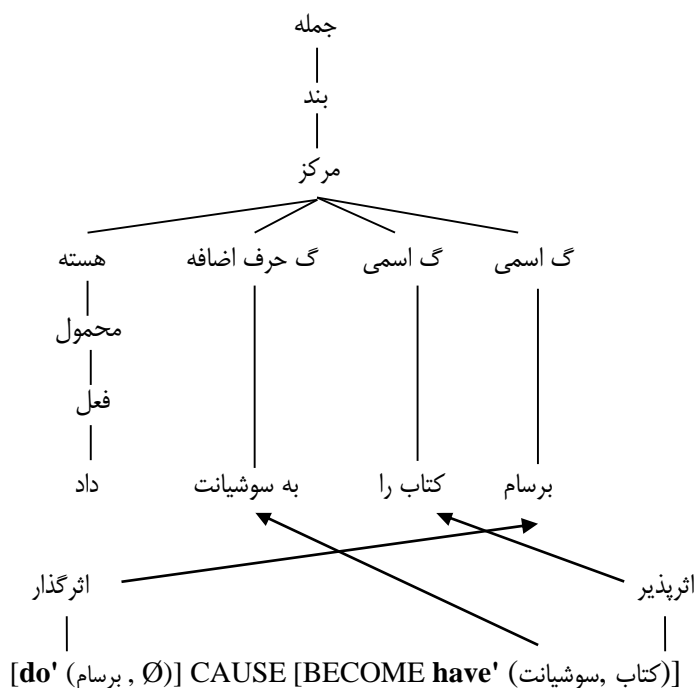 جمله
بند
مرکز
گ اسمی گ اسمی گ حرف اضافه هسته
محمول
فعل
برسام کتاب را به سوشیانت داد
اثرپذیر اثرگذار
[do' (برسام , Ø)] CAUSE [BECOME have' (سوشیانت, کتاب)]